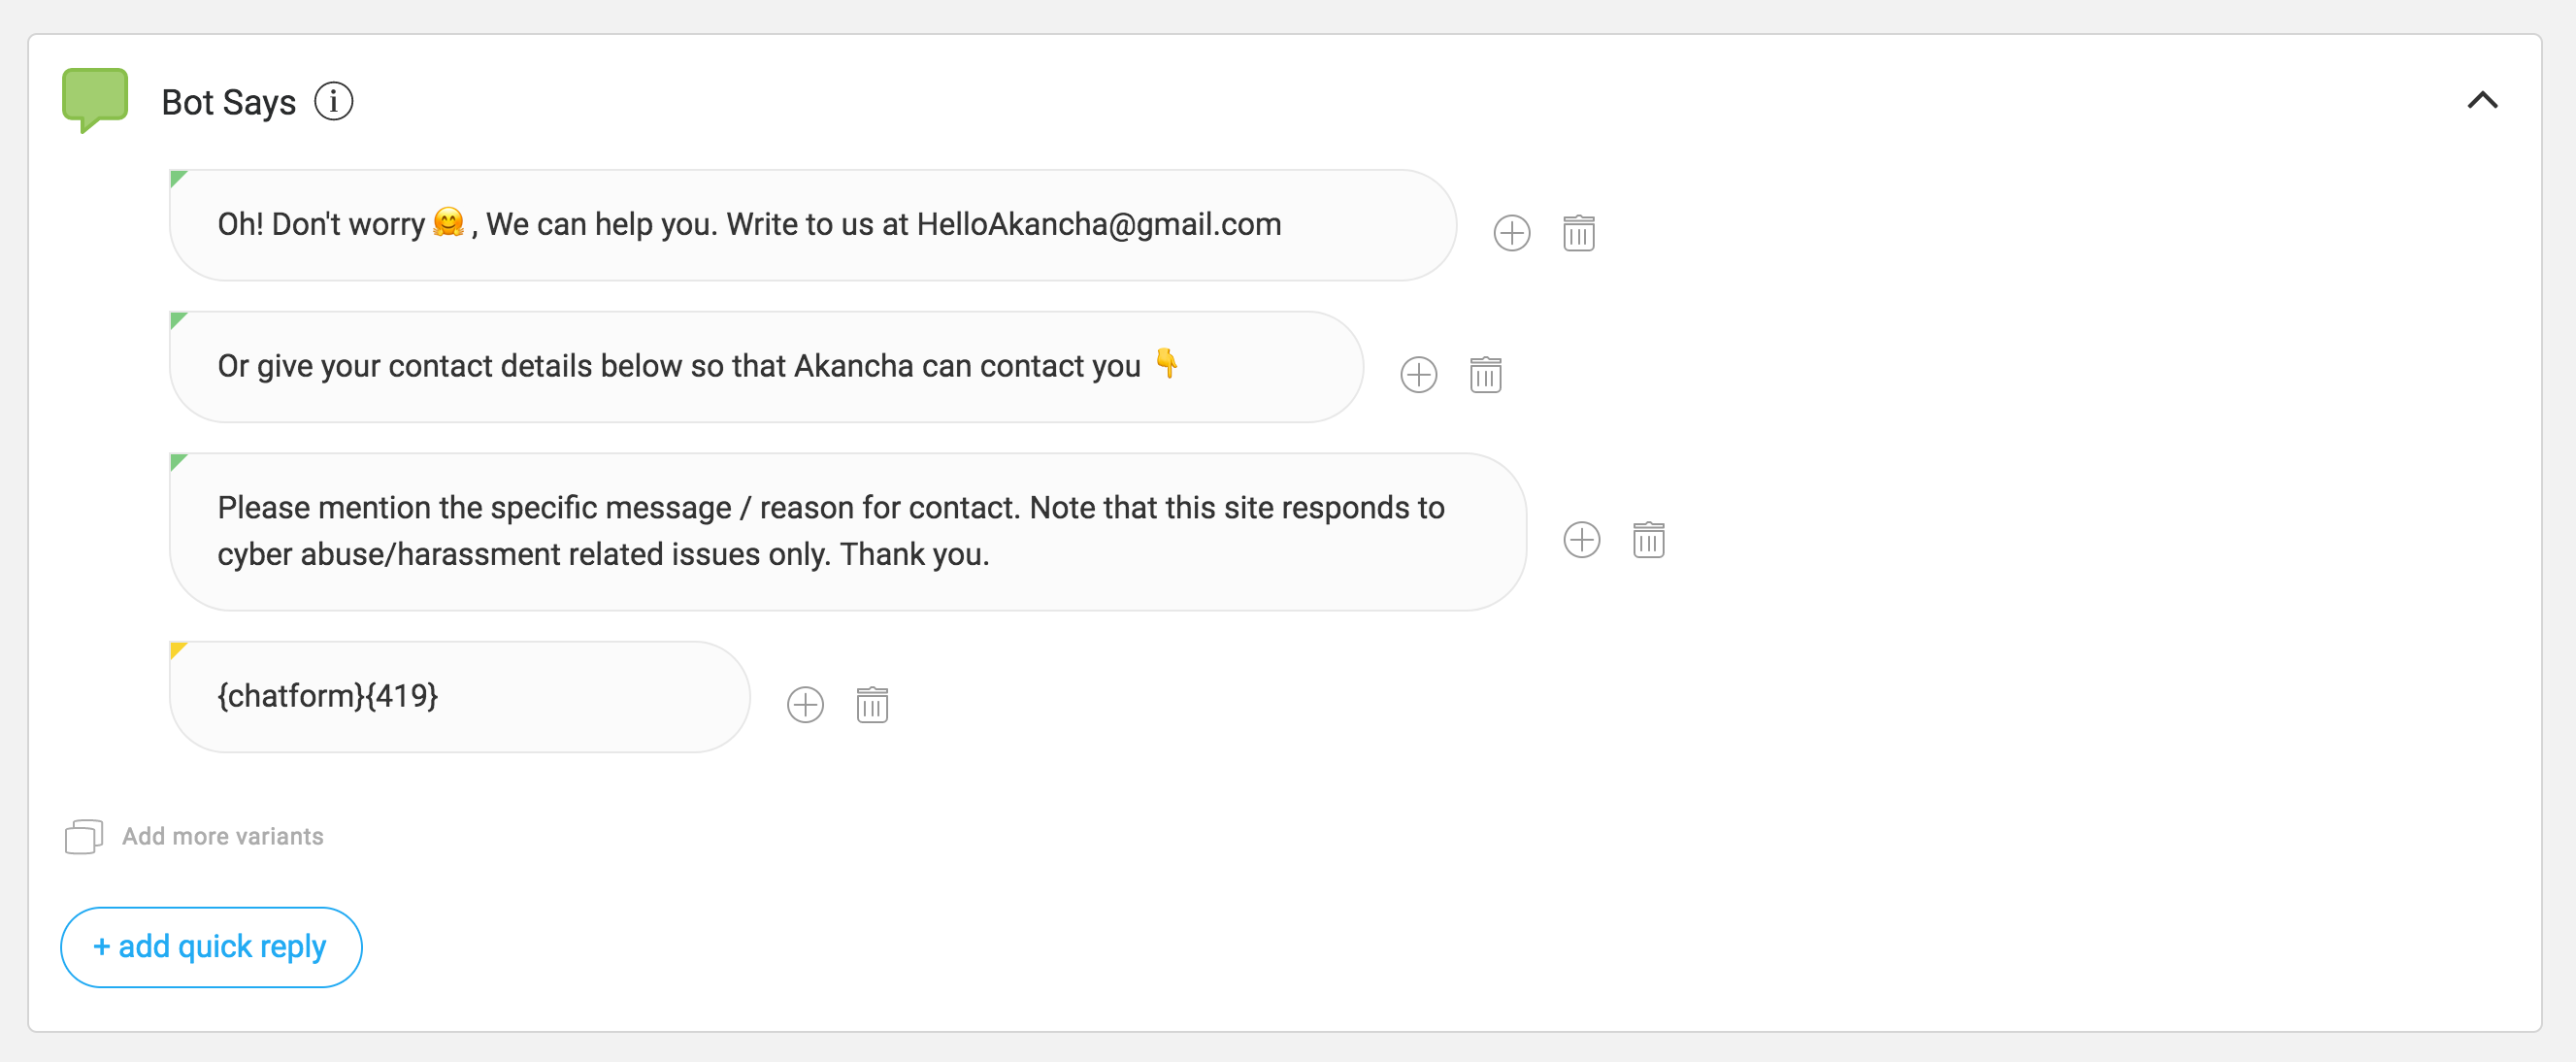 Bot Says
Oh! Don't worry 🤗 , We can help you. Write to us at HelloAkancha@gmail.com
Or give your contact details below so that Akancha can contact you 👇
Please mention the specific message / reason for contact. Note that this site responds to
cyber abuse/harassment related issues only. Thank you.
{chatform}{419}
Add more variants
+ add quick reply